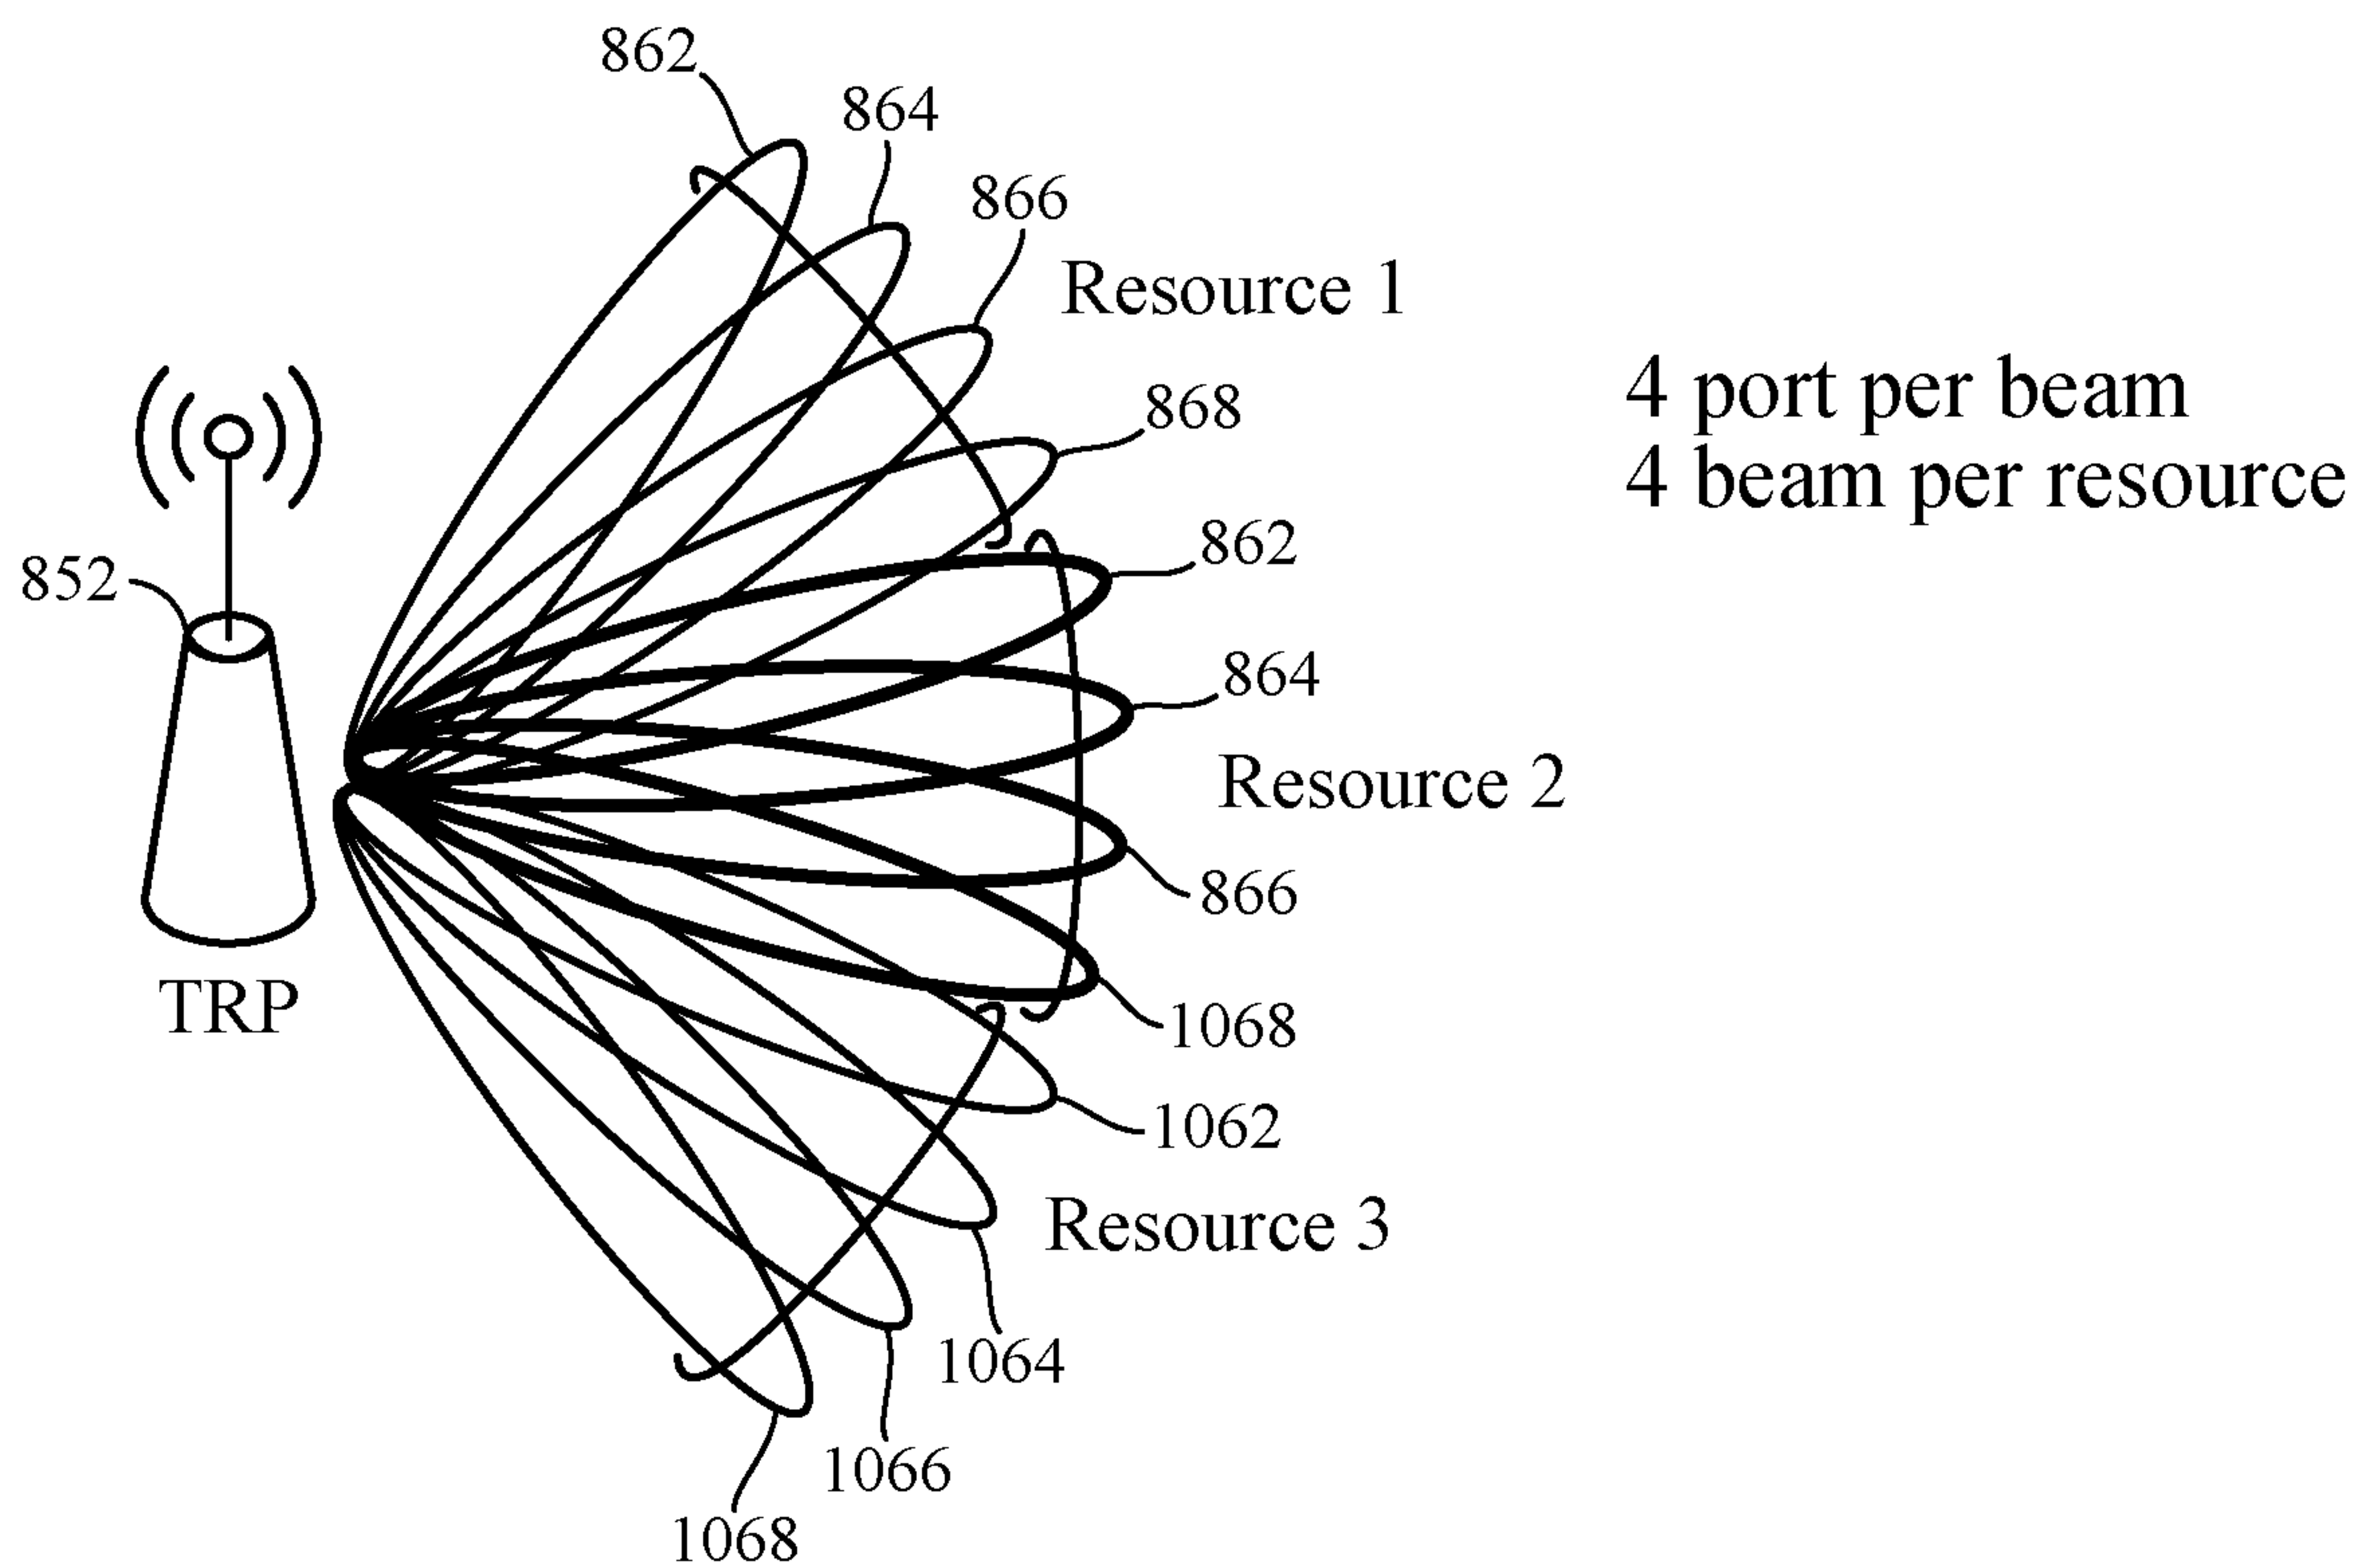 862
864
866
Resource 1
4 port per beam
868
4 beam per resource
862
852
864
Resource 2
866
TRP
1068
1062
Resource 3
1064
1066
1068